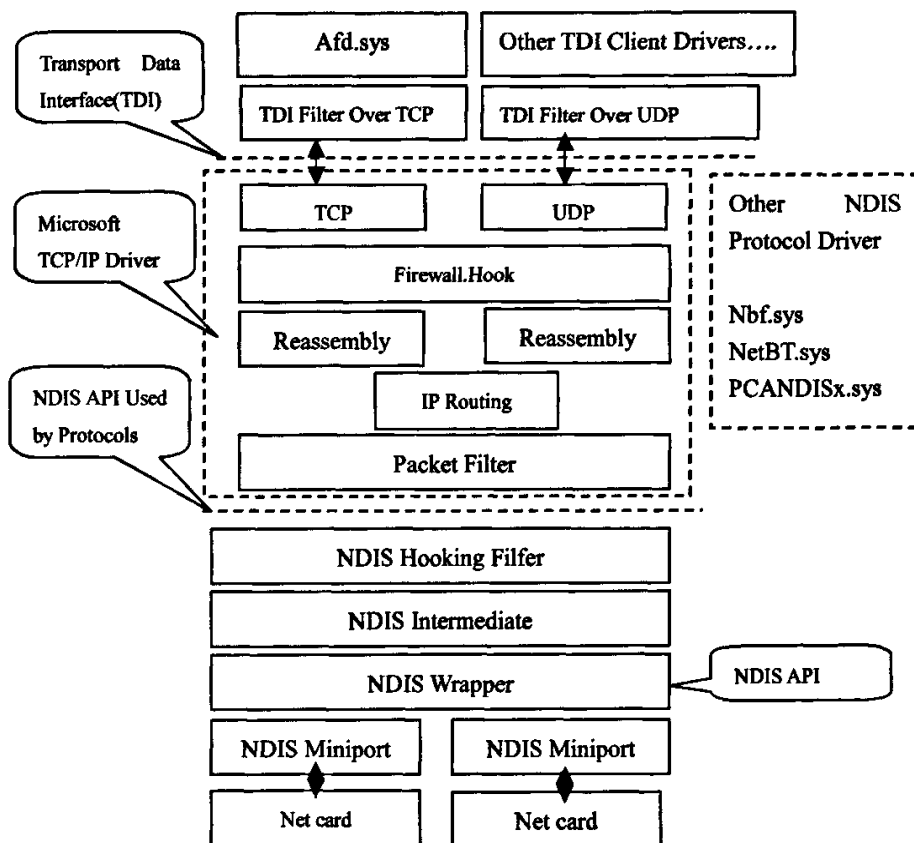 Afd.sys
Other TDI Client Drivers....
Transport Data
Interface(TDI)
TDI Filter Over TCP
TDI Filter Over UDP
TCP
UDP
Microsoft
TCP/IP Driver
Firewall.Hook
Reassembly
Reassembly
IP Routing
Packet Filter
Other NDIS
Protocol Driver
Nbf.sys
NetBT.sys
PCANDISx.sys
NDIS API Used
by Protocols
NDIS Hooking Filfer
NDIS Intermediate
NDIS Wrapper
NDIS API
NDIS Miniport
NDIS Miniport
Net card
Net card